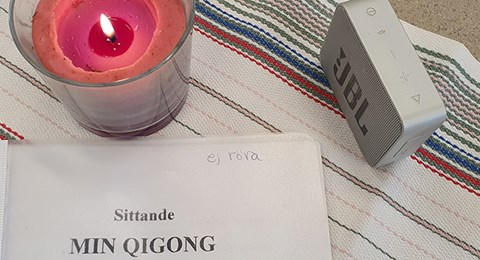 JBL
ej röra
Sittande
MIN QIGONG